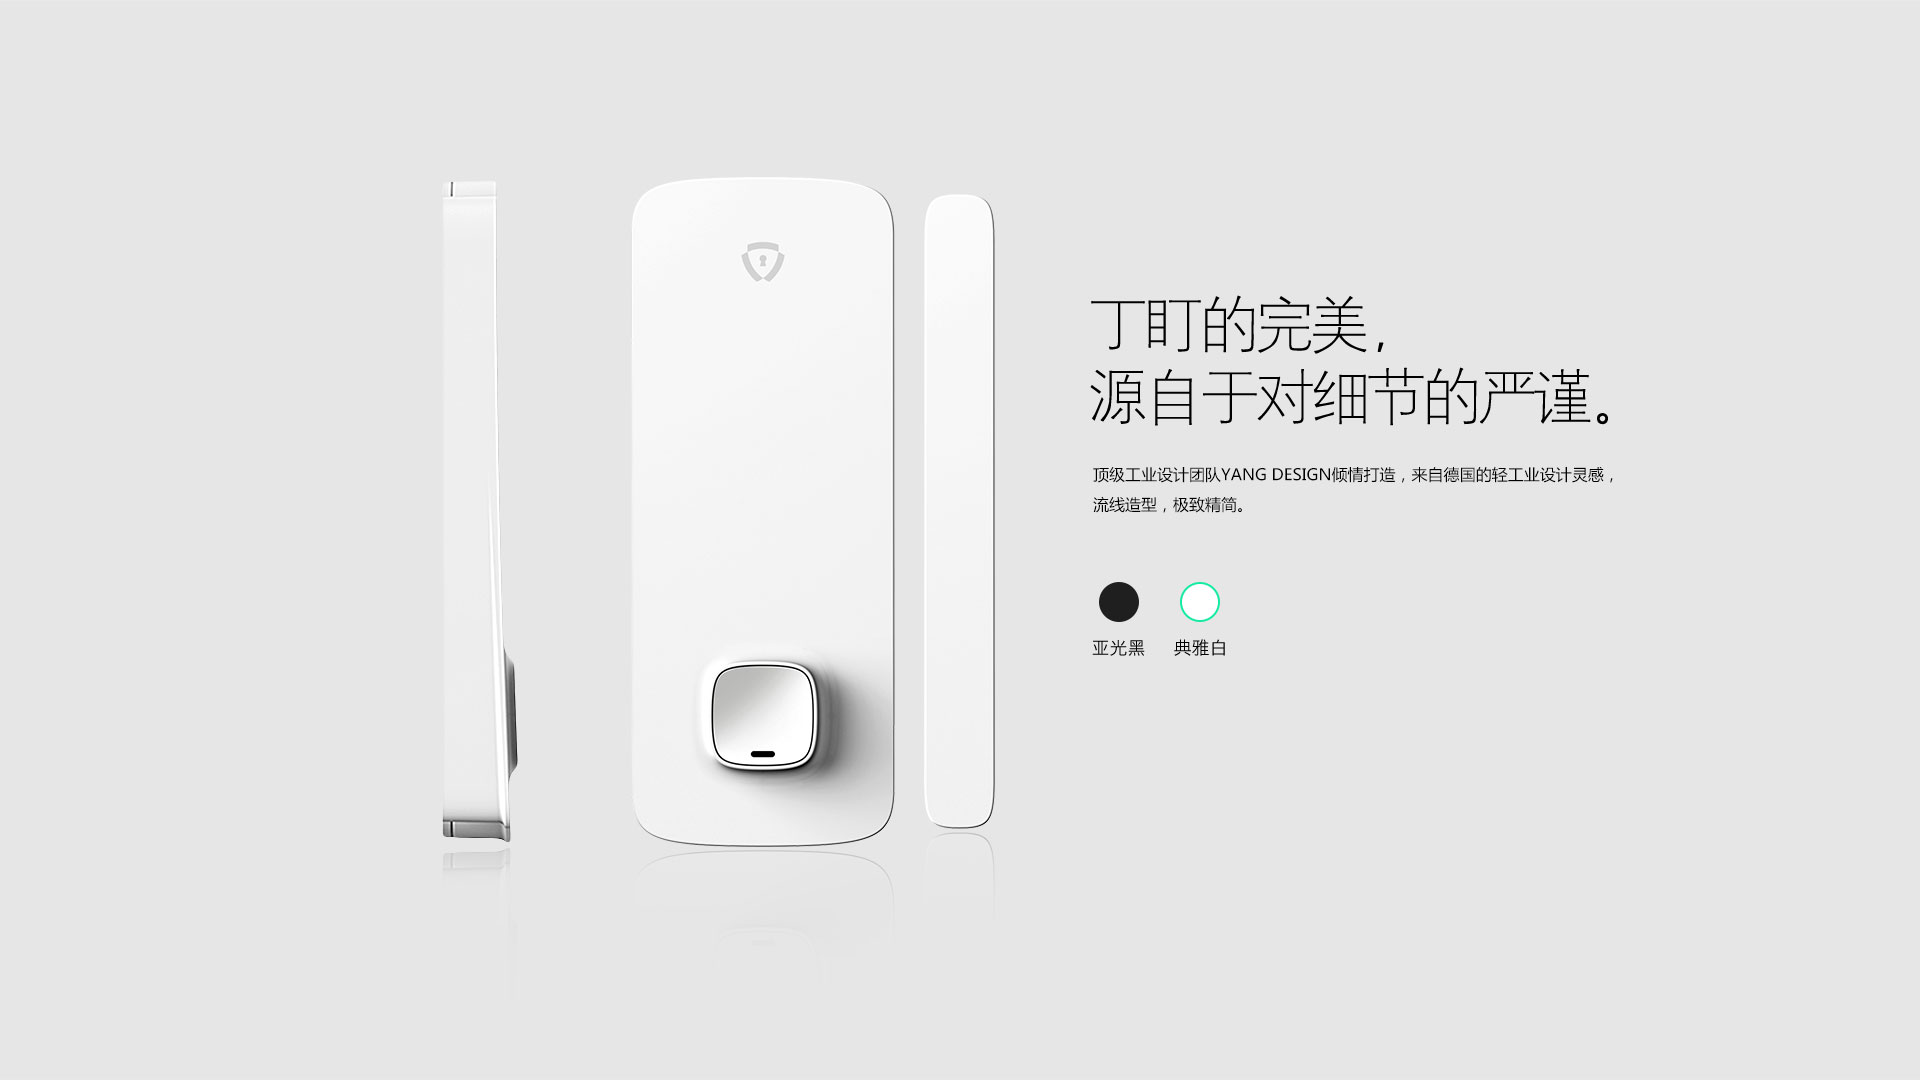 丁盯的完美，
源自于对细节的严谨。
顶级工业设计团队YANG DESIGN倾情打造，来自德国的轻工业设计灵感，
流线造型，极致精简。
亚光黑 典雅白